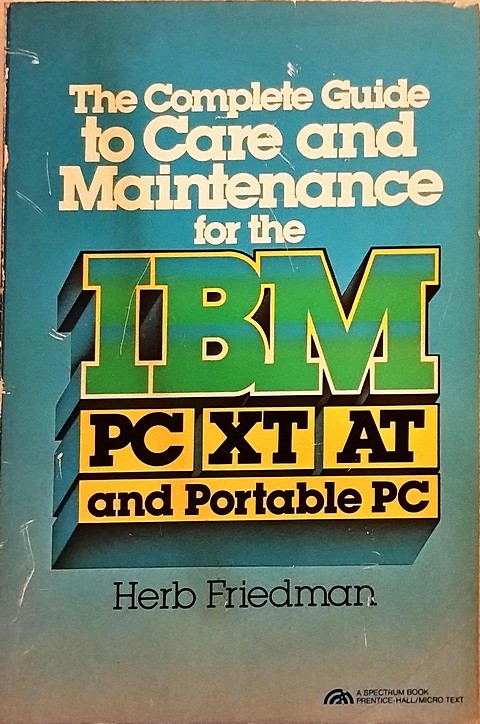 The Complete Guide
to Care and
Maintenance
for the
IBM
PC XT AT
and Portable PC
Herb Friedman
A SPECTRUM BOOK
PRENTICE-HALL/MICRO TEXT